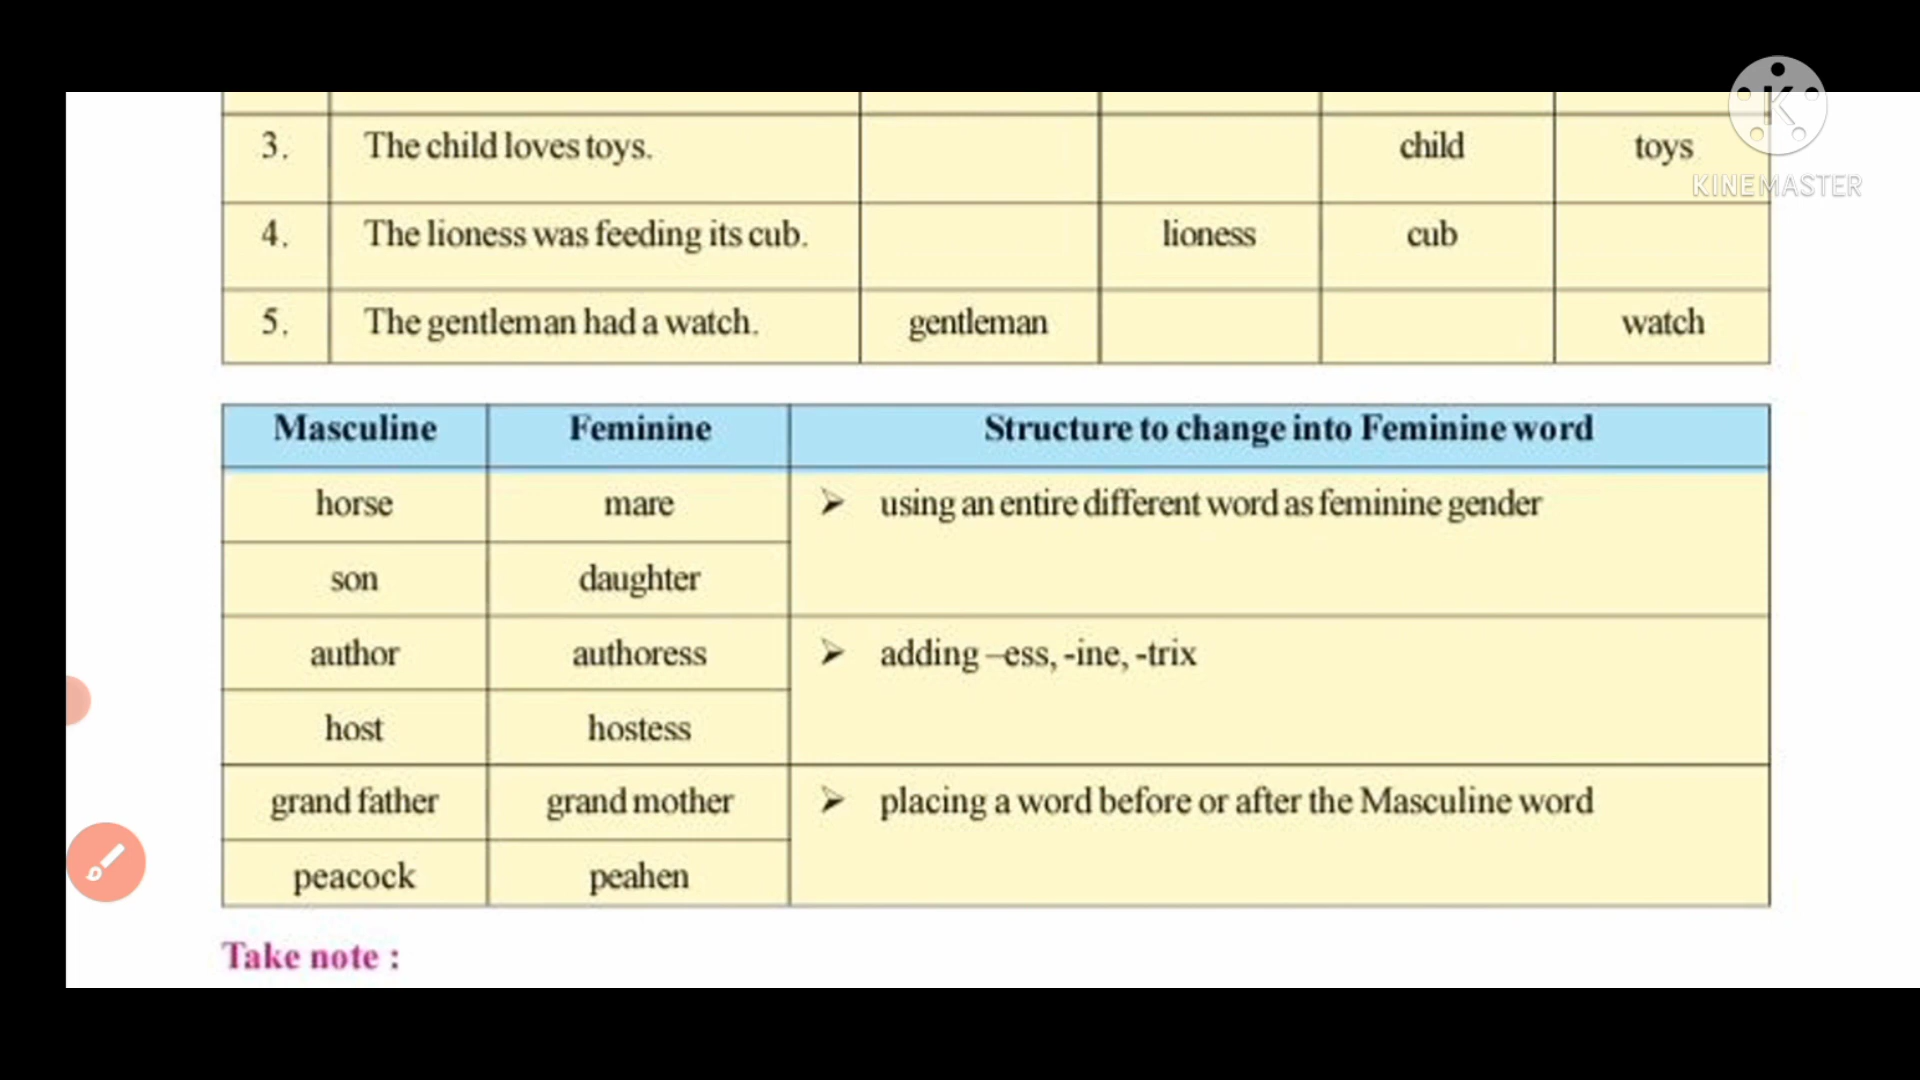 3. The child loves toys. child toys
KINEMASTER
4. The lioness was feeding its cub. lioness cub
5. The gentleman had a watch. gentleman watch
Masculine Feminine Structure to change into Feminine word
horse mare ➢ using an entire different word as feminine gender
son daughter
author authoress ➢ adding –ess, -ine, -trix
host hostess
grand father grand mother ➢ placing a word before or after the Masculine word
peacock peahen
Take note :